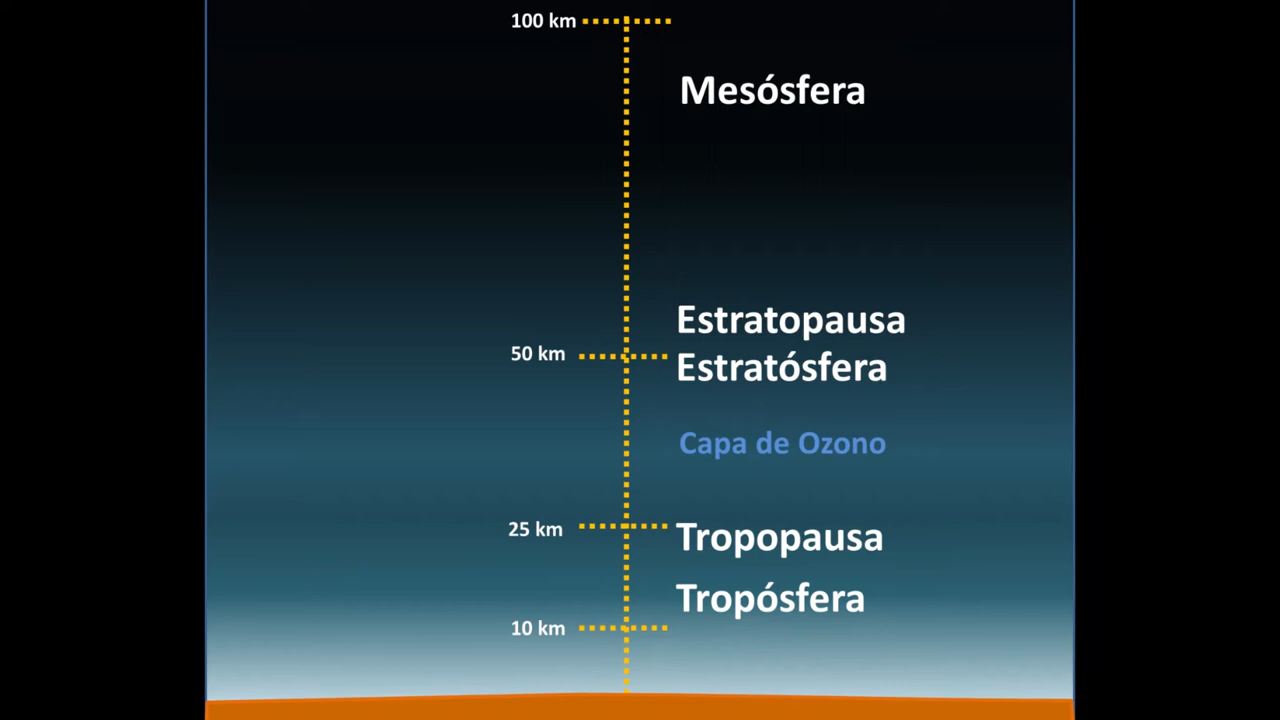 100 km
Mesósfera
Estratopausa
50 km
Estratósfera
Capa de Ozono
25 km
Tropopausa
Tropósfera
10 km